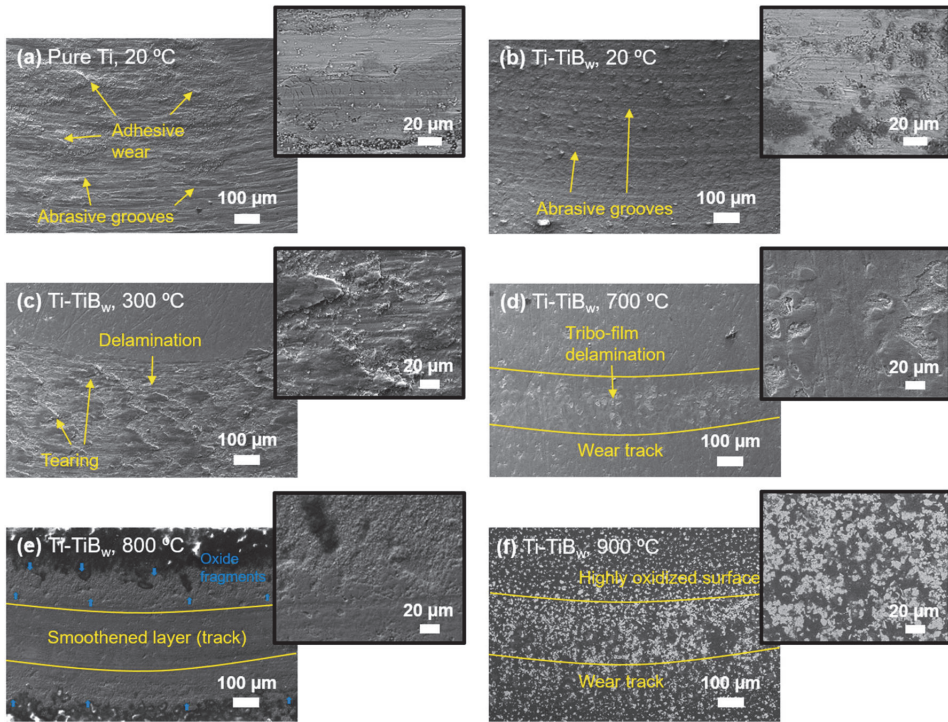 (a) Pure Ti, 20 ºC
Adhesive
wear
Abrasive grooves
100 µm
20 µm
(b) Ti-TiBw, 20 ºC
Abrasive grooves
100 µm
20 µm
(c) Ti-TiBw, 300 ºC
Delamination
Tearing
100 µm
20 µm
(d) Ti-TiBw, 700 ºC
Tribo-film
delamination
Wear track
100 µm
20 µm
(e) Ti-TiBw, 800 ºC
Oxide
fragments
Smoothened layer (track)
100 µm
20 µm
(f) Ti-TiBw, 900 ºC
Highly oxidized surface
Wear track
100 µm
20 µm